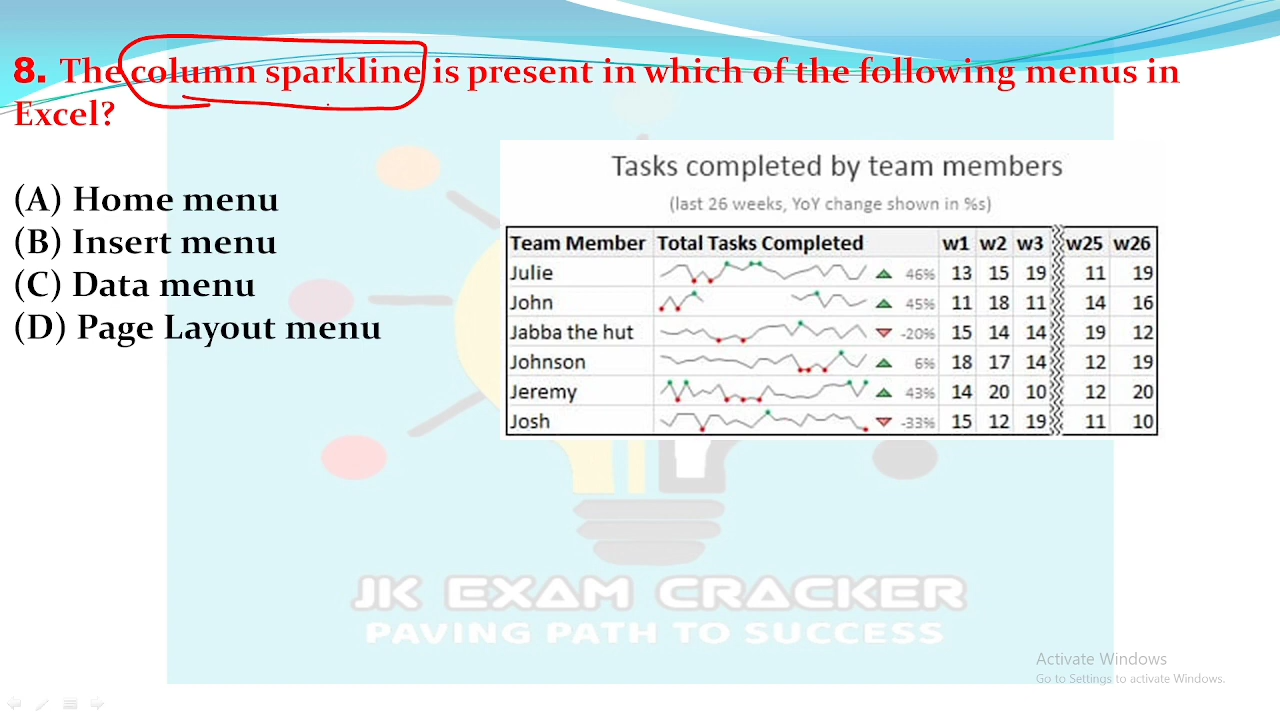 8. The column sparkline is present in which of the following menus in
Excel?
(A) Home menu
(B) Insert menu
(C) Data menu
(D) Page Layout menu
Tasks completed by team members
(last 26 weeks, YoY change shown in %s)
Team Member Total Tasks Completed w1 w2 w3 w25 w26
Julie 46% 13 15 19 11 19
John 45% 11 18 11 14 16
Jabba the hut -20% 15 14 14 19 12
Johnson 6% 18 17 14 12 19
Jeremy 43% 14 20 10 12 20
Josh -33% 15 12 19 11 10
JK EXAM CRACKER
PAVING PATH TO SUCCESS
Activate Windows
Go to Settings to activate Windows.